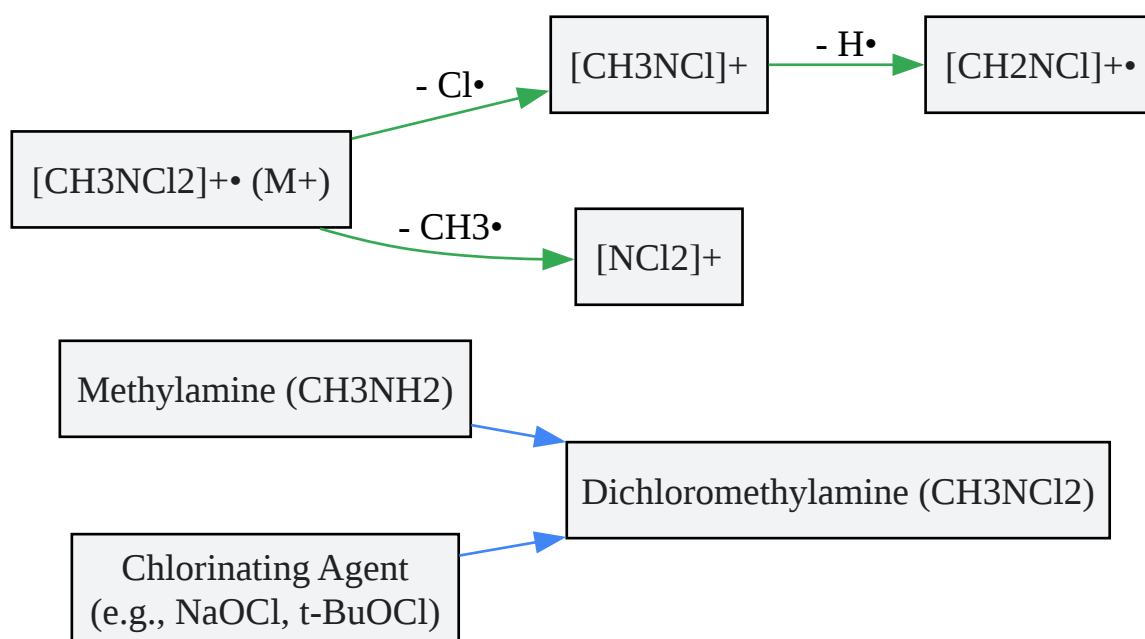 [CH3NCl]+
- H•
[CH2NCl]+•
- Cl•
[CH3NCl2]+• (M+)
- CH3•
[NCl2]+
Methylamine (CH3NH2)
Dichloromethylamine (CH3NCl2)
Chlorinating Agent
(e.g., NaOCl, t-BuOCl)